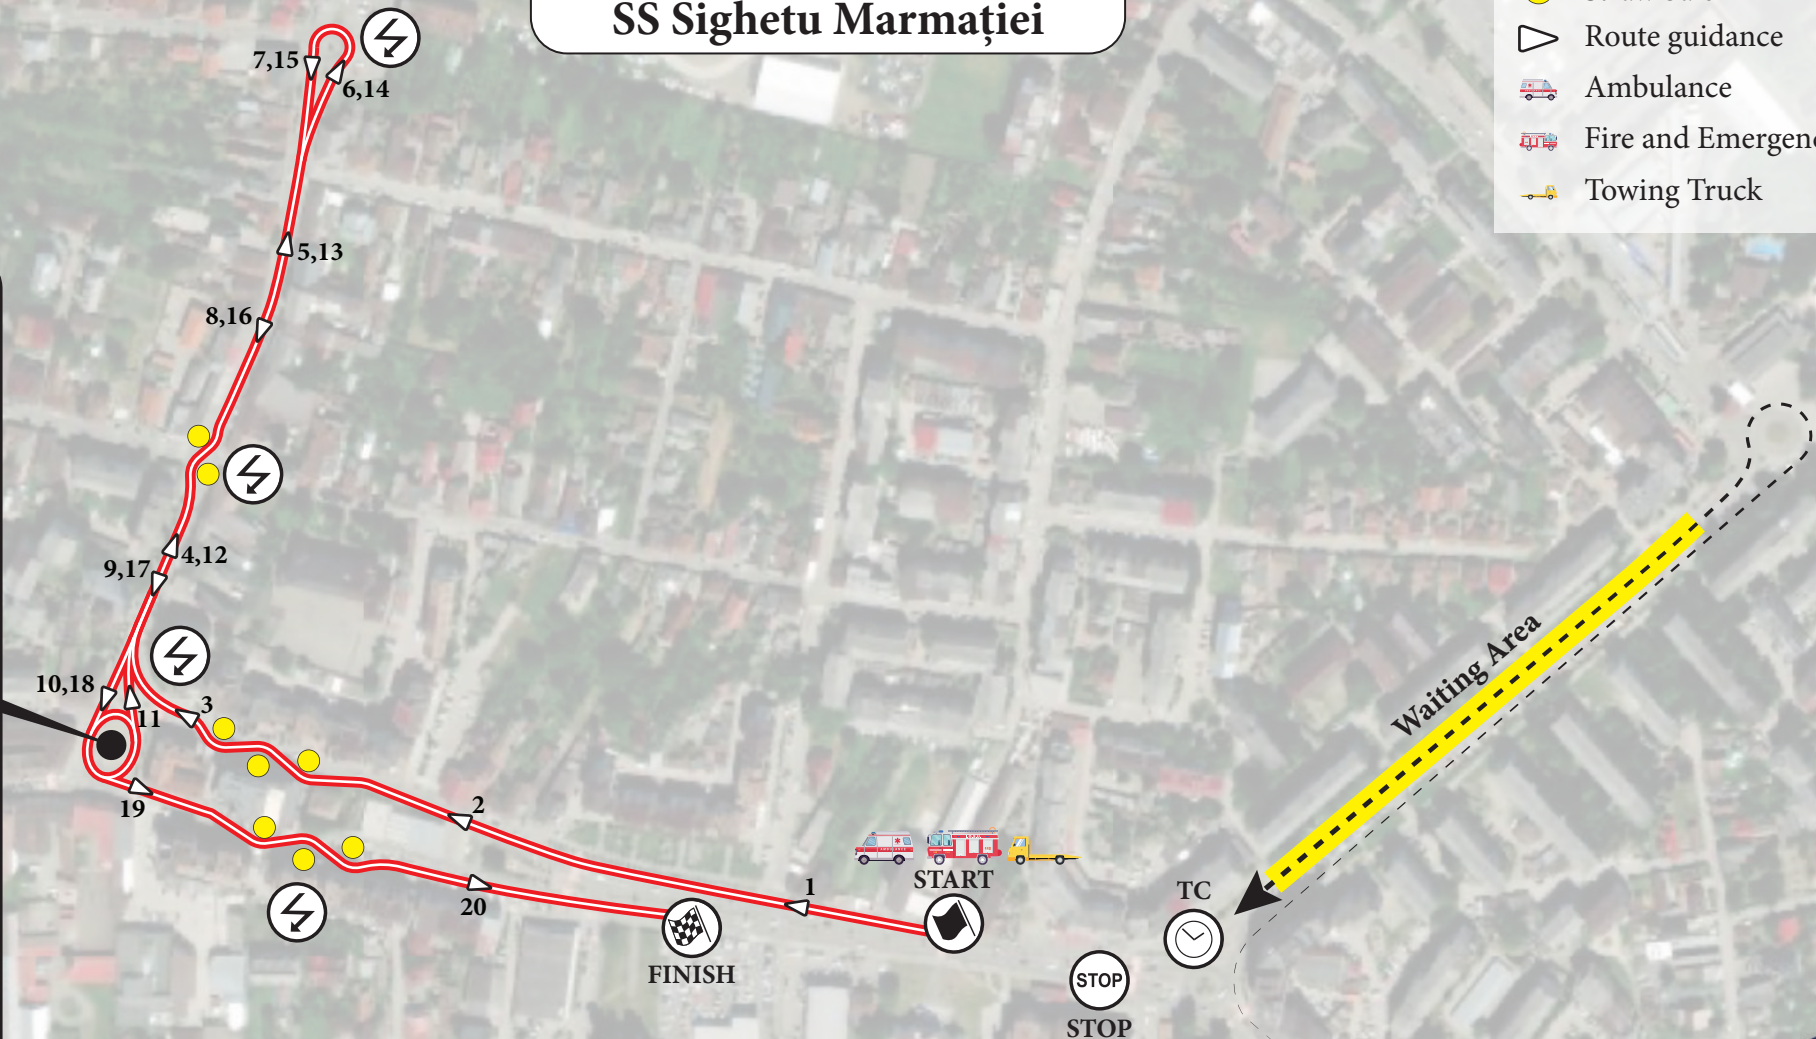 SS Sighetu Marmației
Route guidance
Ambulance
Fire and
Towing Truck
7,15
6,14
5,13
8,16
9,17
4,12
10,18
11
3
19
2
20
1
START
FINISH
TC
STOP
STOP
Waiting Area